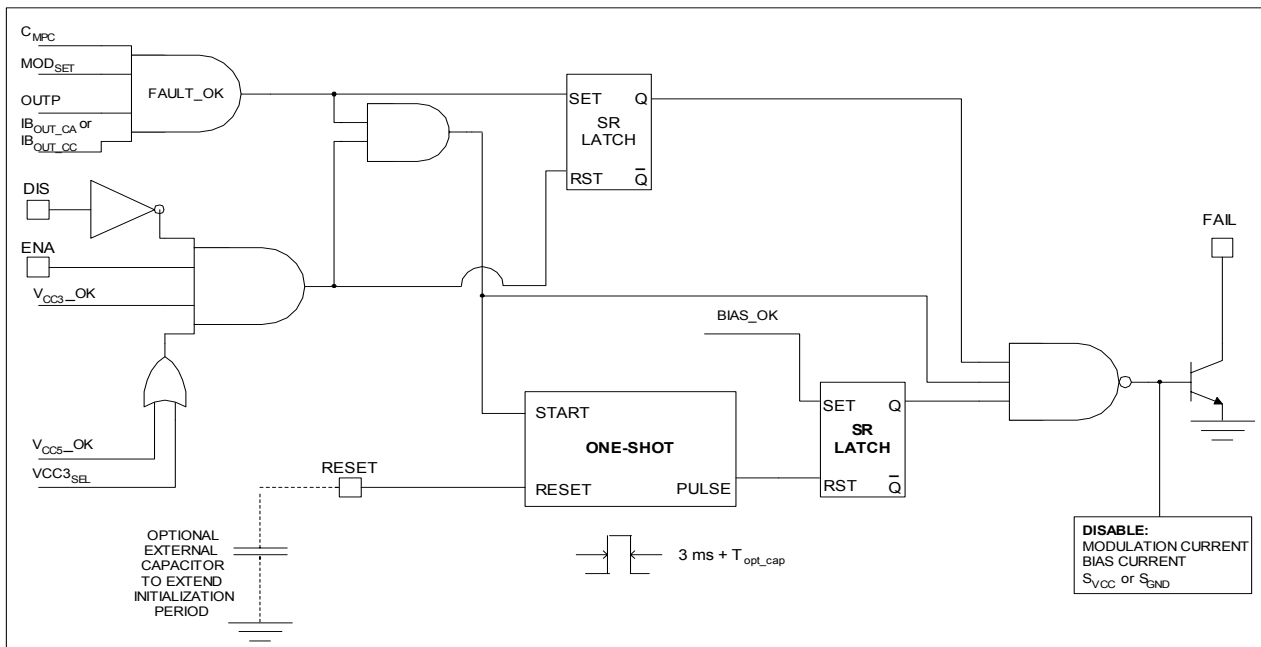 CMPC
MODSET
FAULT_OK
OUTP
IBOUT_CA or
IBOUT_CC
SET Q
SR
LATCH
RST Q̅
DIS
ENA
VCC3_OK
VCC5_OK
VCC3SEL
FAIL
BIAS_OK
START
ONE-SHOT
RESET PULSE
SET Q
SR
LATCH
RST Q̅
RESET
OPTIONAL
EXTERNAL
CAPACITOR
TO EXTEND
INITIALIZATION
PERIOD
3 ms + Topt_cap
DISABLE:
MODULATION CURRENT
BIAS CURRENT
SVCC or SGND